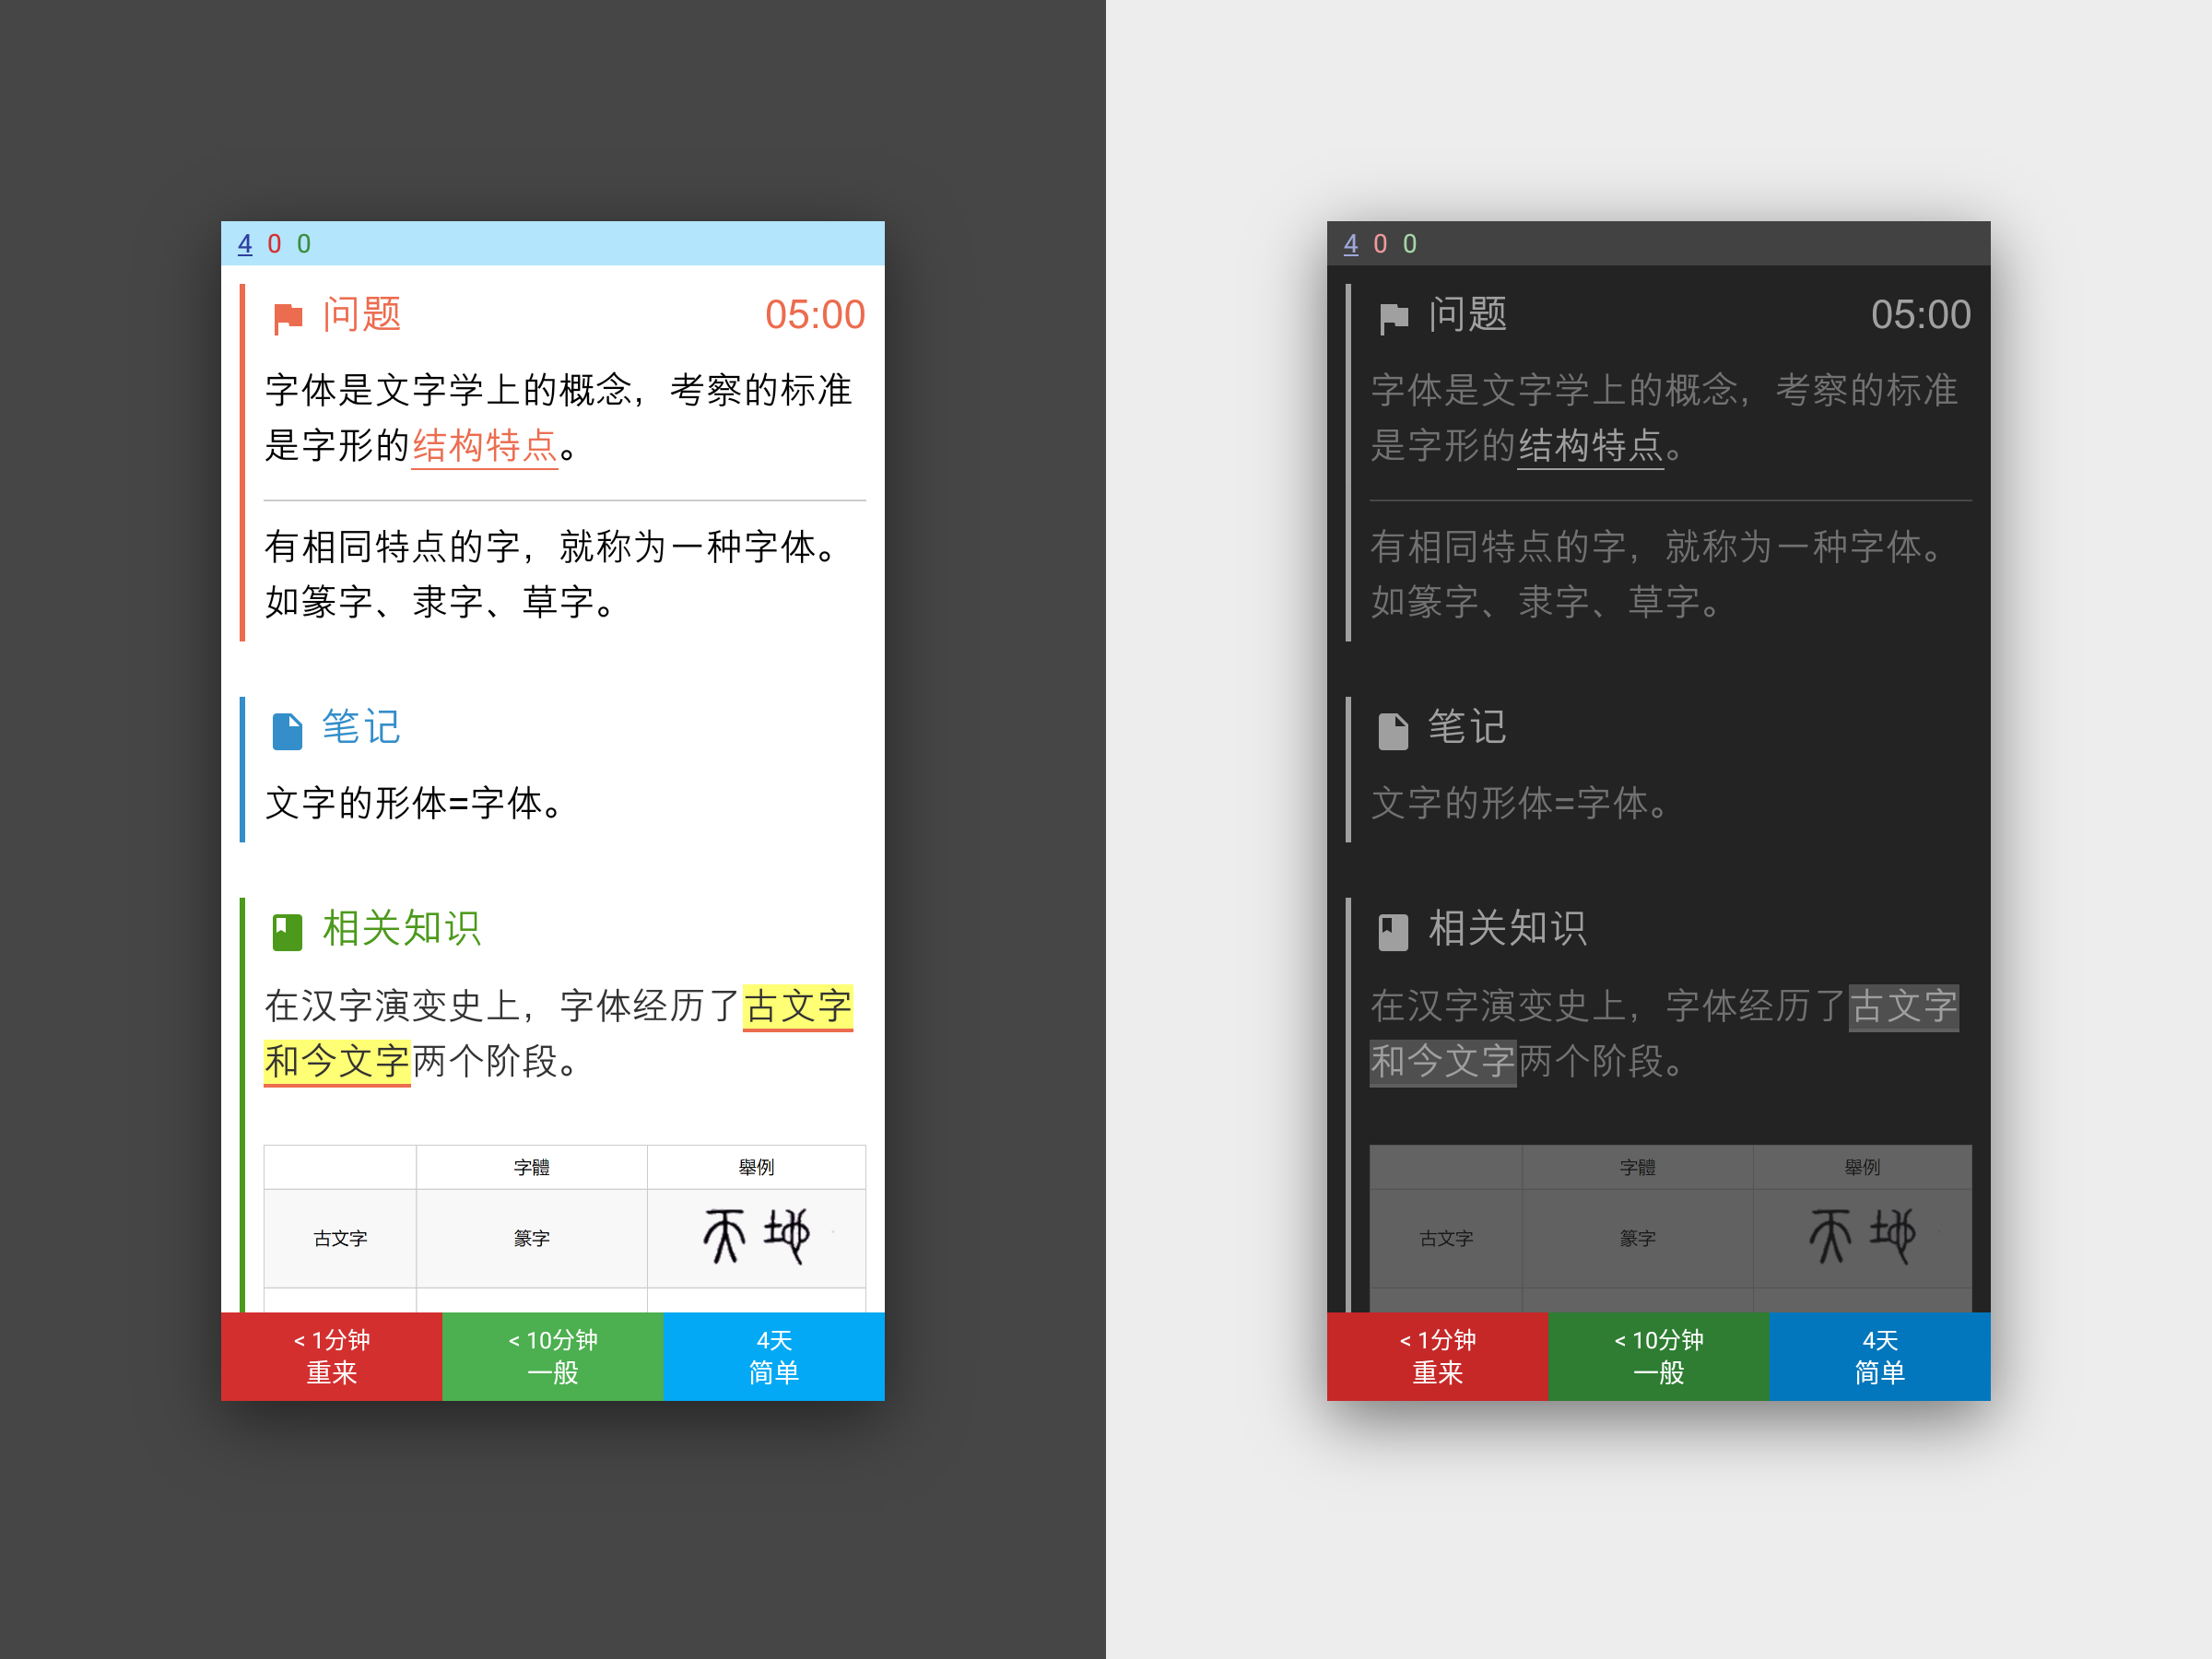 4 0 0
问题 05:00
字体是文字学上的概念，考察的标准
是字形的结构特点。
有相同特点的字，就称为一种字体。
如篆字、隶字、草字。
笔记
文字的形体=字体。
相关知识
在汉字演变史上，字体经历了古文字
和今文字两个阶段。
字體 舉例
古文字 篆字 天地
< 1分钟 < 10分钟 4天
重来 一般 简单
4 0 0
问题 05:00
字体是文字学上的概念，考察的标准
是字形的结构特点。
有相同特点的字，就称为一种字体。
如篆字、隶字、草字。
笔记
文字的形体=字体。
相关知识
在汉字演变史上，字体经历了古文字
和今文字两个阶段。
字體 舉例
古文字 篆字 天地
< 1分钟 < 10分钟 4天
重来 一般 简单